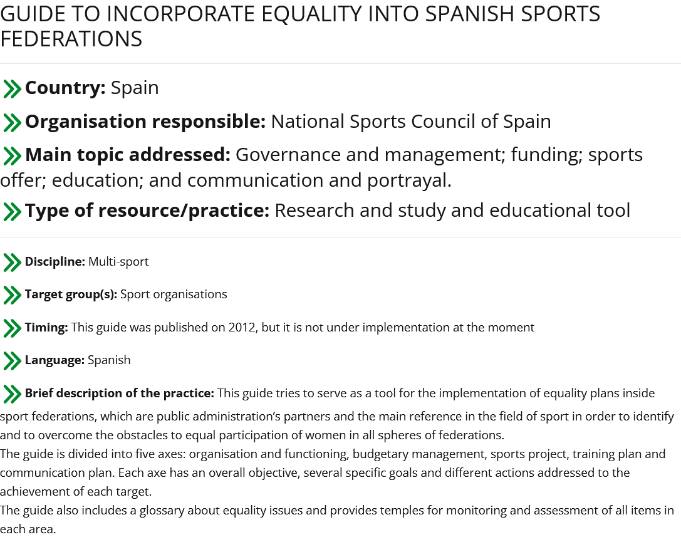 GUIDE TO INCORPORATE EQUALITY INTO SPANISH SPORTS
FEDERATIONS
Country: Spain
Organisation responsible: National Sports Council of Spain
Main topic addressed: Governance and management; funding; sports
offer; education; and communication and portrayal.
Type of resource/practice: Research and study and educational tool
Discipline: Multi-sport
Target group(s): Sport organisations
Timing: This guide was published on 2012, but it is not under implementation at the moment
Language: Spanish
Brief description of the practice: This guide tries to serve as a tool for the implementation of equality plans inside
sport federations, which are public administration's partners and the main reference in the field of sport in order to identify
and to overcome the obstacles to equal participation of women in all spheres of federations.
The guide is divided into five axes: organisation and functioning, budgetary management, sports project, training plan and
communication plan. Each axe has an overall objective, several specific goals and different actions addressed to the
achievement of each target.
The guide also includes a glossary about equality issues and provides temples for monitoring and assessment of all items in
each area.